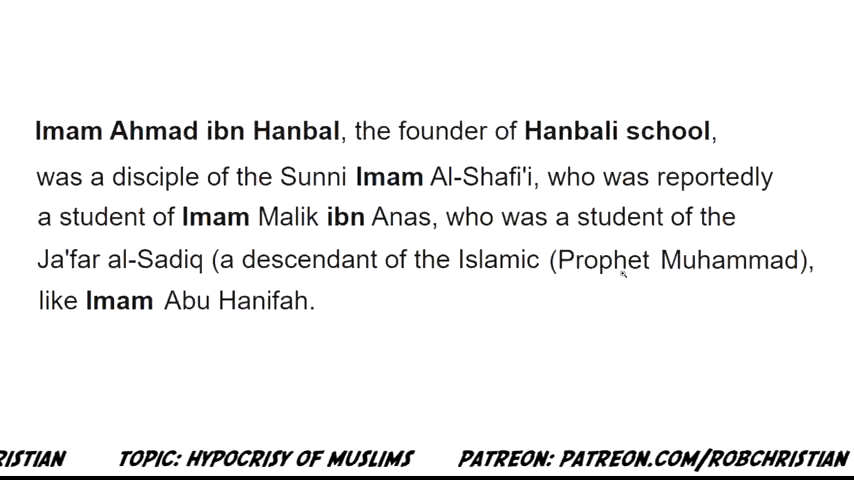 Imam Ahmad ibn Hanbal, the founder of Hanbali school,
was a disciple of the Sunni Imam Al-Shafi'i, who was reportedly
a student of Imam Malik ibn Anas, who was a student of the
Ja'far al-Sadiq (a descendant of the Islamic (Prophet Muhammad),
like Imam Abu Hanifah.
RISTIAN TOPIC: HYPOCRISY OF MUSLIMS PATREON: PATREON.COM/ROBCHRISTIAN